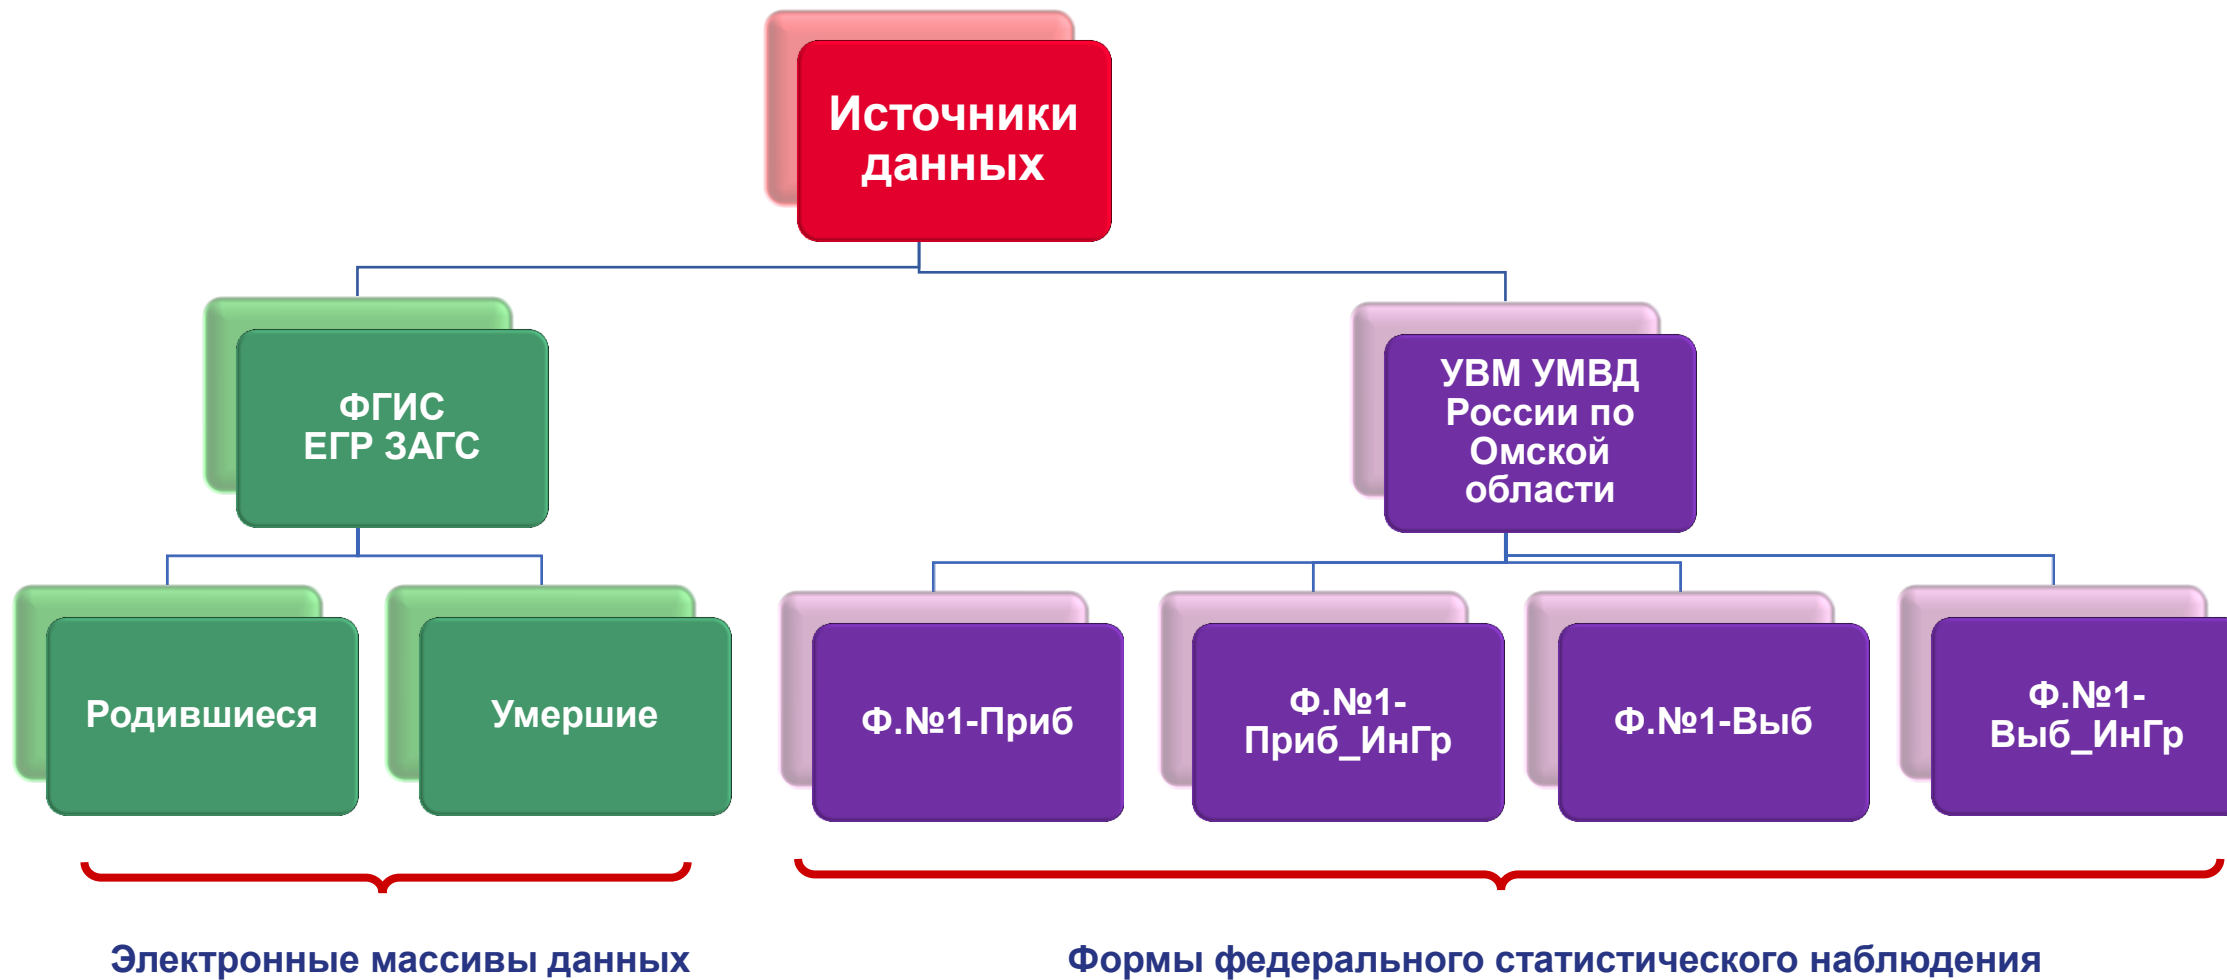 Источники
данных
ФГИС
ЕГР ЗАГС
УВМ УМВД
России по
Омской
области
Родившиеся
Умершие
Ф.№1-Приб
Ф.№1-
Приб_ИнГр
Ф.№1-Выб
Ф.№1-
Выб_ИнГр
Электронные массивы данных
Формы федерального статистического наблюдения